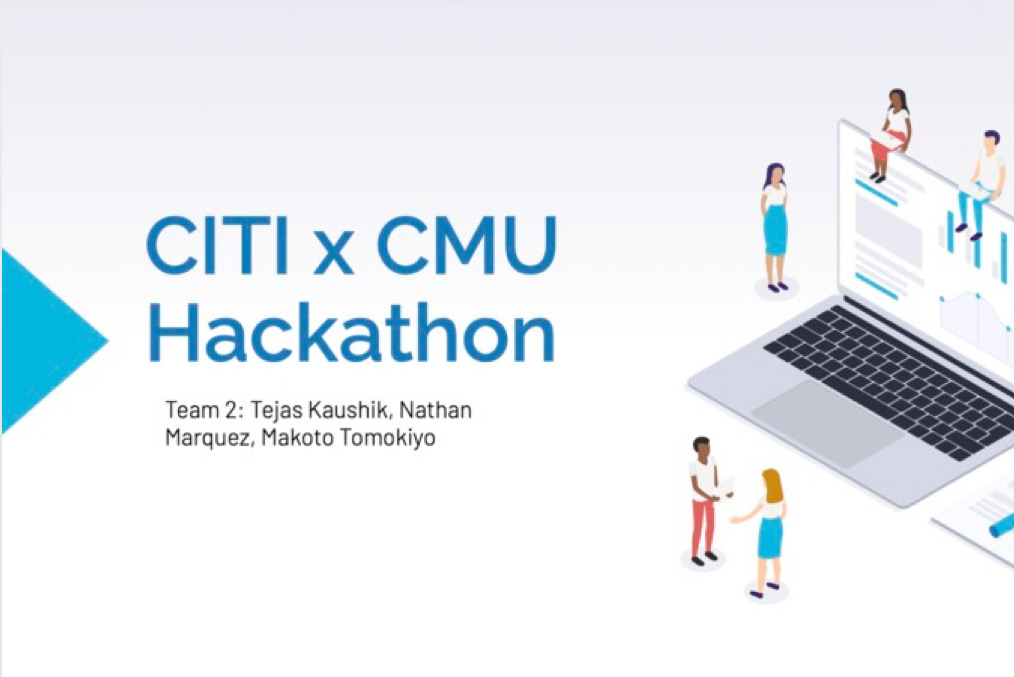 CITI x CMU
Hackathon
Team 2: Tejas Kaushik, Nathan
Marquez, Makoto Tomokiyo